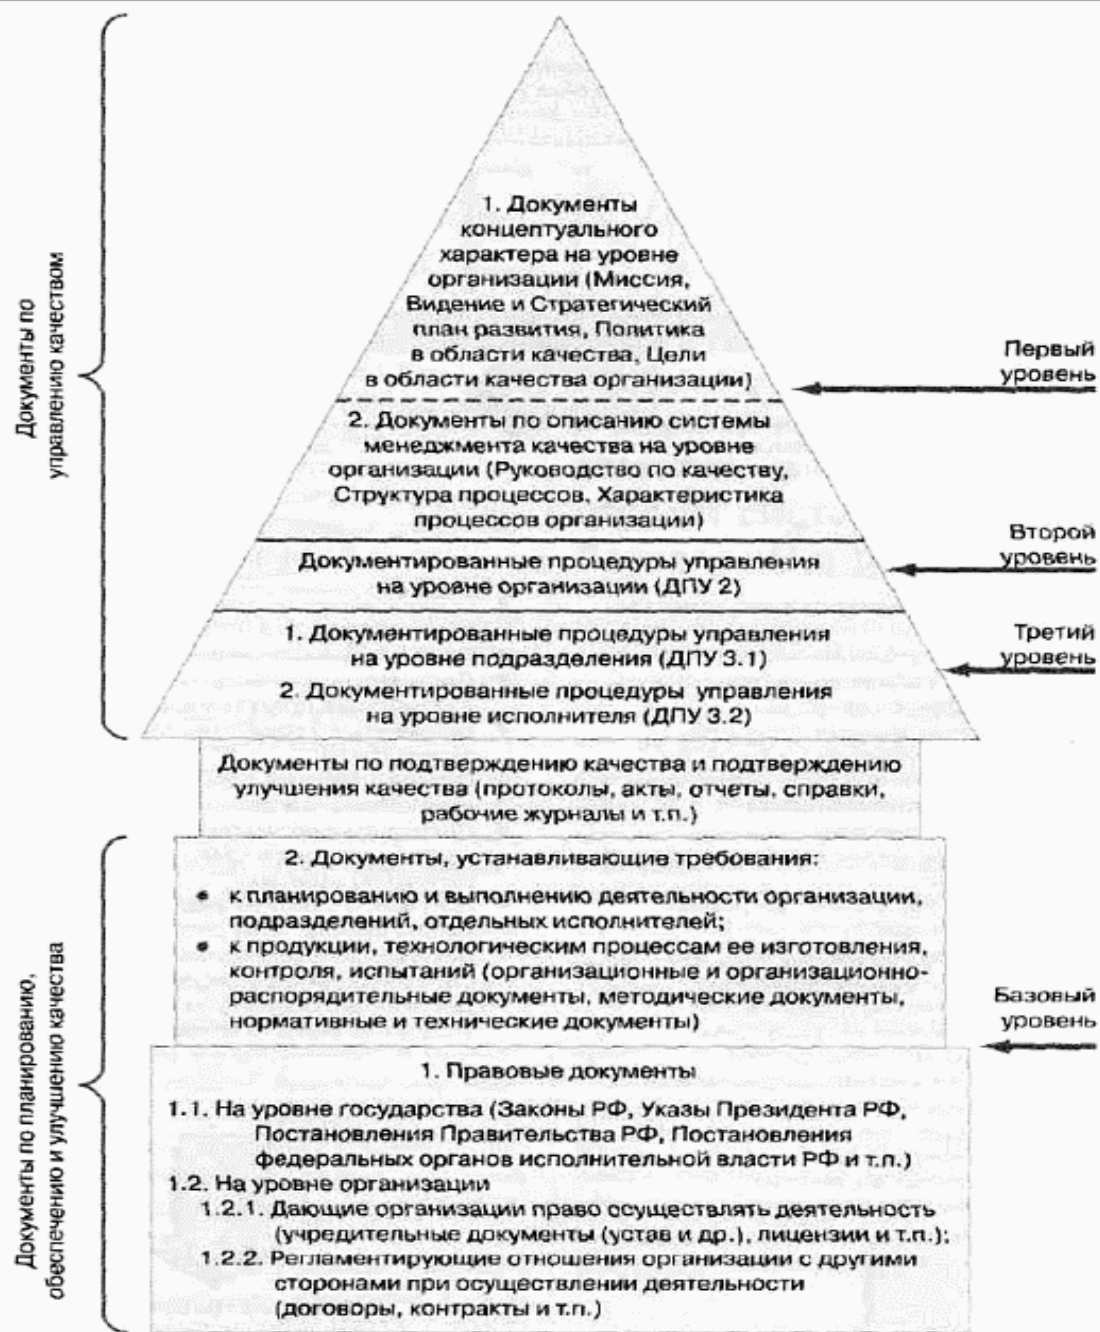 Документы по
управлению качеством
1. Документы
концептуального
характера на уровне
организации (Миссия,
Видение и Стратегический
план развития, Политика
в области качества, Цели
в области качества организации)
Первый
уровень
2. Документы по описанию системы
менеджмента качества на уровне
организации (Руководство по качеству,
Структура процессов, Характеристика
процессов организации)
Второй
уровень
Документированные процедуры управления
на уровне организации (ДПУ 2)
Третий
уровень
1. Документированные процедуры управления
на уровне подразделения (ДПУ 3.1)
2. Документированные процедуры управления
на уровне исполнителя (ДПУ 3.2)
Документы по подтверждению качества и подтверждению
улучшения качества (протоколы, акты, отчеты, справки,
рабочие журналы и т.п.)
Документы по планированию,
обеспечению и улучшению качества
2. Документы, устанавливающие требования:
• к планированию и выполнению деятельности организации,
подразделений, отдельных исполнителей;
• к продукции, технологическим процессам ее изготовления,
контроля, испытаний (организационные и организационно-
распорядительные документы, методические документы,
нормативные и технические документы)
Базовый
уровень
1. Правовые документы
1.1. На уровне государства (Законы РФ, Указы Президента РФ,
Постановления Правительства РФ, Постановления
федеральных органов исполнительной власти РФ и т.п.)
1.2. На уровне организации
1.2.1. Дающие организации право осуществлять деятельность
(учредительные документы (устав и др.), лицензии и т.п.);
1.2.2. Регламентирующие отношения организации с другими
сторонами при осуществлении деятельности
(договоры, контракты и т.п.)